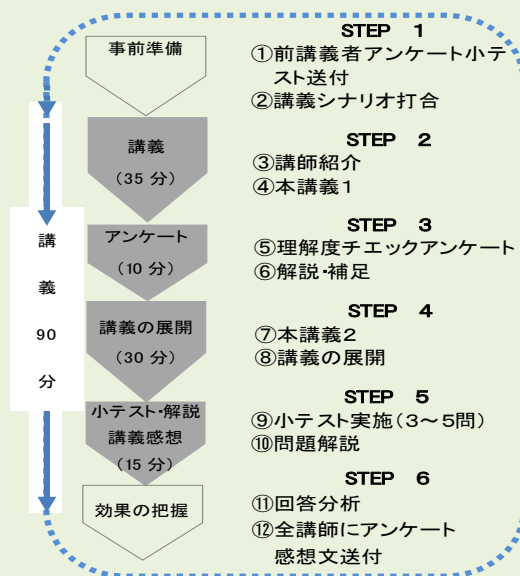 事前準備
STEP 1
①前講義者アンケート小テ
スト送付
②講義シナリオ打合
講義
(35 分)
STEP 2
③講師紹介
④本講義1
講
義
90
分
アンケート
(10 分)
STEP 3
⑤理解度チエックアンケート
⑥解説・補足
講義の展開
(30 分)
STEP 4
⑦本講義2
⑧講義の展開
小テスト・解説
講義感想
(15 分)
STEP 5
⑨小テスト実施(3～5問)
⑩問題解説
効果の把握
STEP 6
⑪回答分析
⑫全講師にアンケート
感想文送付